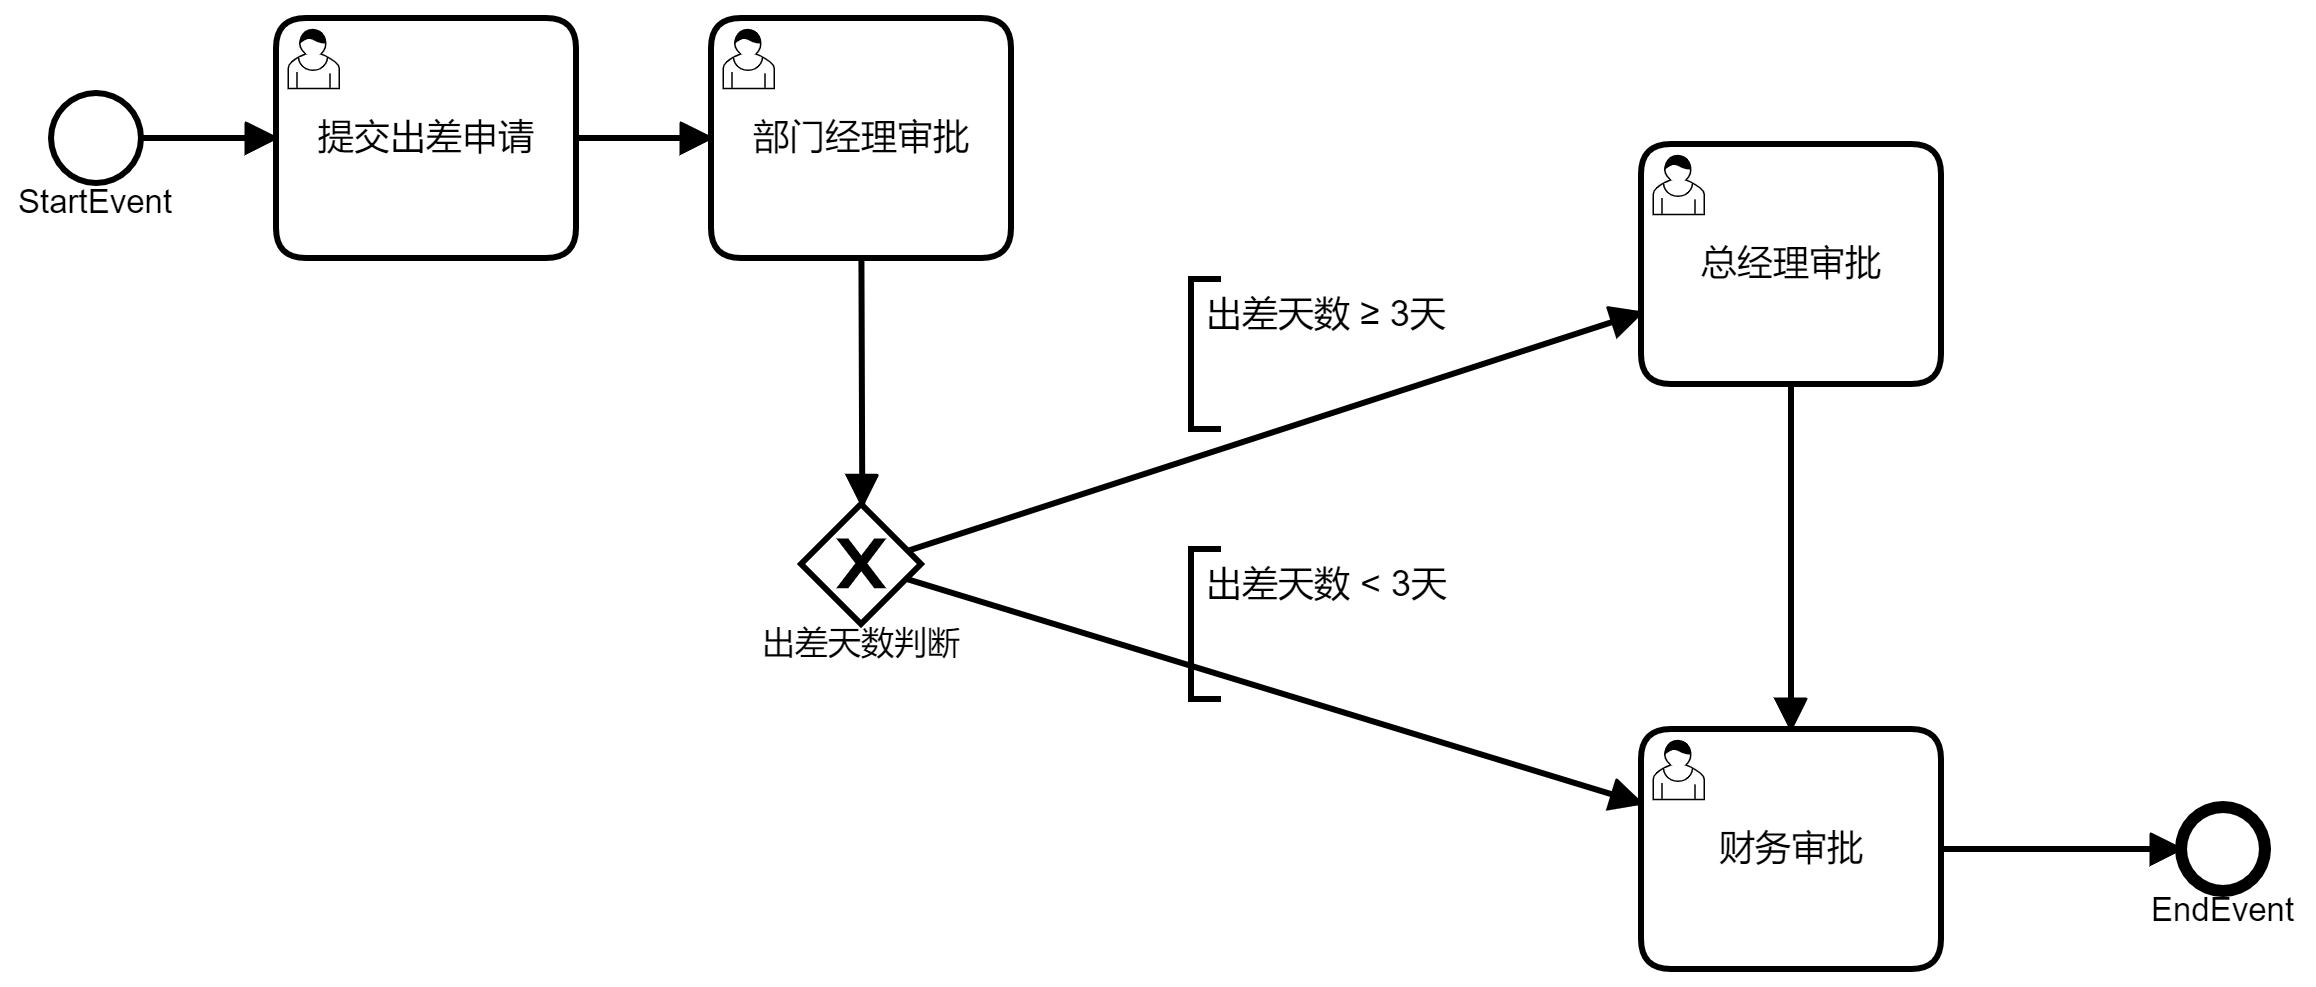 StartEvent
提交出差申请
部门经理审批
出差天数判断
出差天数 ≥ 3天
出差天数 < 3天
总经理审批
财务审批
EndEvent